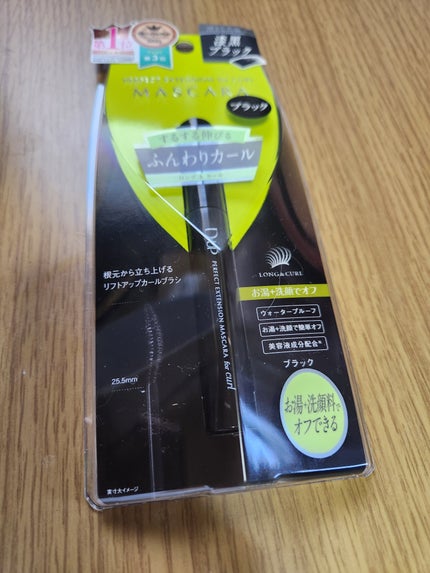 第1位
第3位
漆黒
ブラック
PERFECT EXTENSION MASCARA
MASCARA
ブラック
するする伸びる
ふんわりカール
ロング&カール
D-UP
PERFECT EXTENSION MASCARA for curl
根元から立ち上げる
リフトアップカールブラシ
25.5mm
実寸大イメージ
LONG&CURL
お湯+洗顔でオフ
ウォータープルーフ
お湯+洗顔で簡単オフ
美容液成分配合*
ブラック
お湯+洗顔料で
オフできる